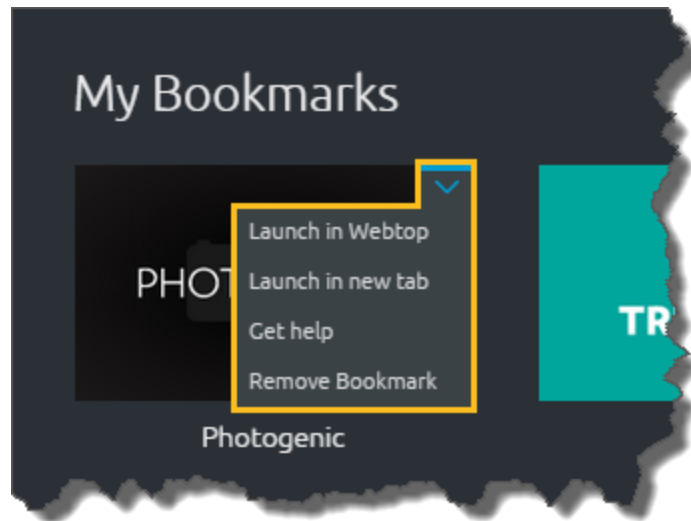 My Bookmarks
Launch in Webtop
PHOT
Launch in new tab
TR
Get help
Remove Bookmark
Photogenic